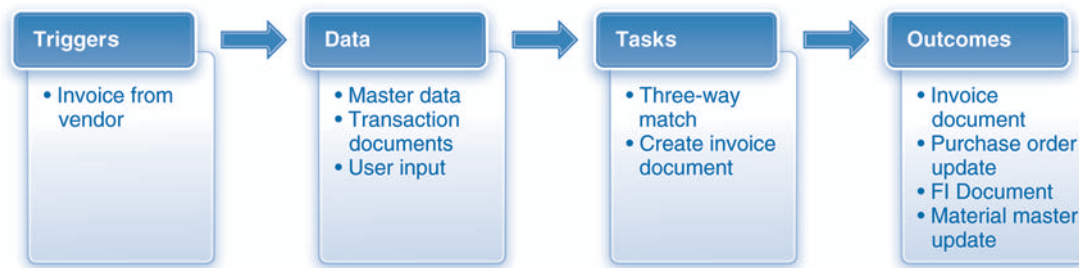 Triggers
• Invoice from
vendor
Data
• Master data
• Transaction
documents
• User input
Tasks
• Three-way
match
• Create invoice
document
Outcomes
• Invoice
document
• Purchase order
update
• FI Document
• Material master
update